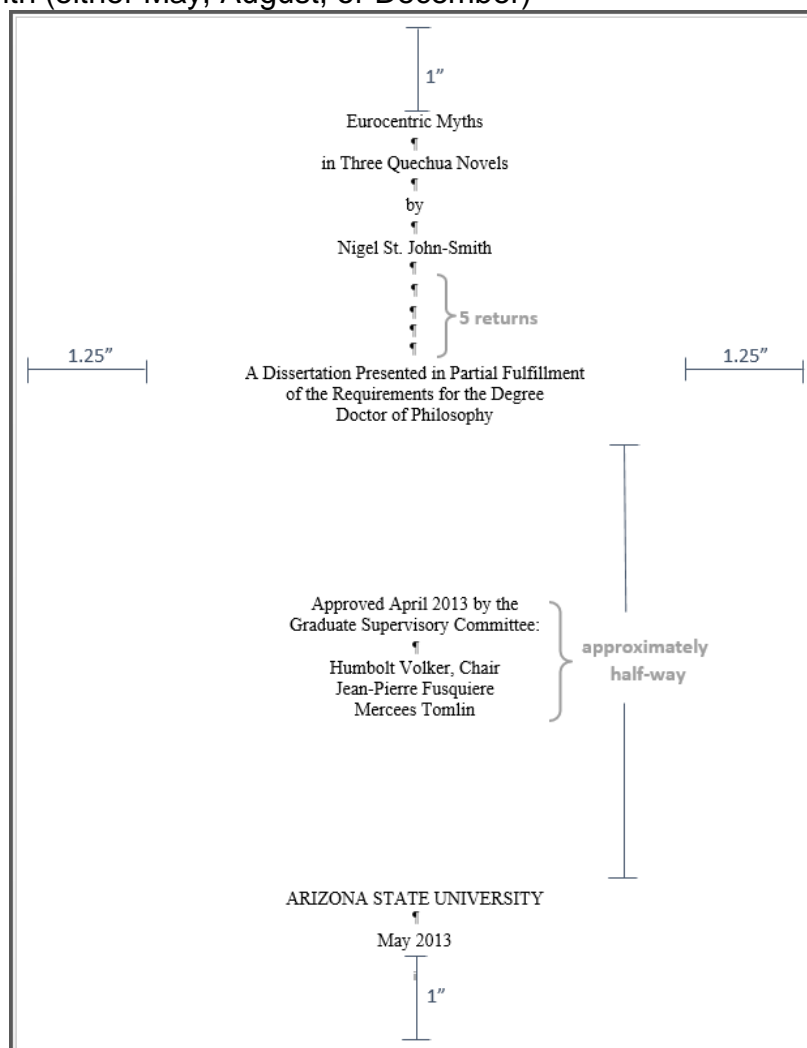 (either May, August, or December)
1”
Eurocentric Myths
¶
in Three Quechua Novels
¶
by
¶
Nigel St. John-Smith
¶
¶
¶
¶
¶
5 returns
1.25”
1.25”
A Dissertation Presented in Partial Fulfillment
of the Requirements for the Degree
Doctor of Philosophy
Approved April 2013 by the
Graduate Supervisory Committee:
¶
Humbolt Volker, Chair
Jean-Pierre Fusquiere
Mercees Tomlin
approximately
half-way
ARIZONA STATE UNIVERSITY
¶
May 2013
i
1”